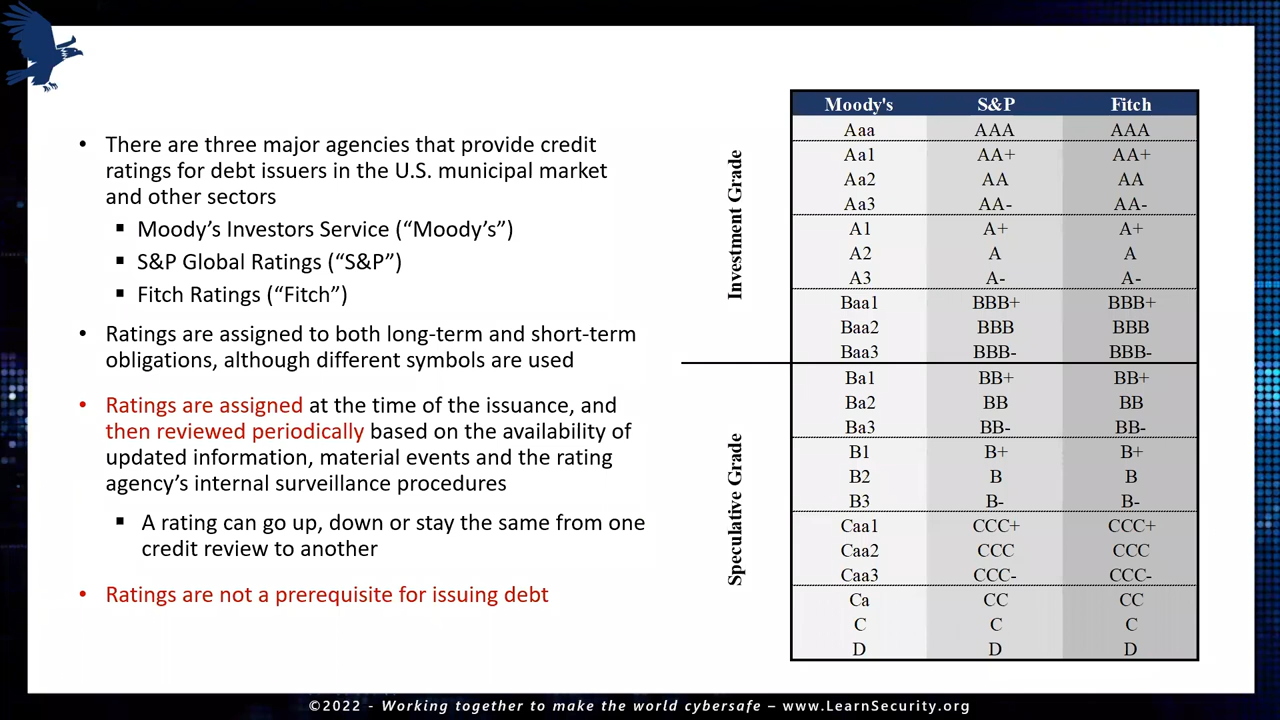 • There are three major agencies that provide credit
ratings for debt issuers in the U.S. municipal market
and other sectors
▪ Moody’s Investors Service (“Moody’s”)
▪ S&P Global Ratings (“S&P”)
▪ Fitch Ratings (“Fitch”)
• Ratings are assigned to both long-term and short-term
obligations, although different symbols are used
• Ratings are assigned at the time of the issuance, and
then reviewed periodically based on the availability of
updated information, material events and the rating
agency’s internal surveillance procedures
▪ A rating can go up, down or stay the same from one
credit review to another
• Ratings are not a prerequisite for issuing debt
Investment Grade
Speculative Grade
Moody's S&P Fitch
Aaa AAA AAA
Aa1 AA+ AA+
Aa2 AA AA
Aa3 AA- AA-
A1 A+ A+
A2 A A
A3 A- A-
Baa1 BBB+ BBB+
Baa2 BBB BBB
Baa3 BBB- BBB-
Ba1 BB+ BB+
Ba2 BB BB
Ba3 BB- BB-
B1 B+ B+
B2 B B
B3 B- B-
Caa1 CCC+ CCC+
Caa2 CCC CCC
Caa3 CCC- CCC-
Ca CC CC
C C C
D D D
©2022 - Working together to make the world cybersafe – www.LearnSecurity.org